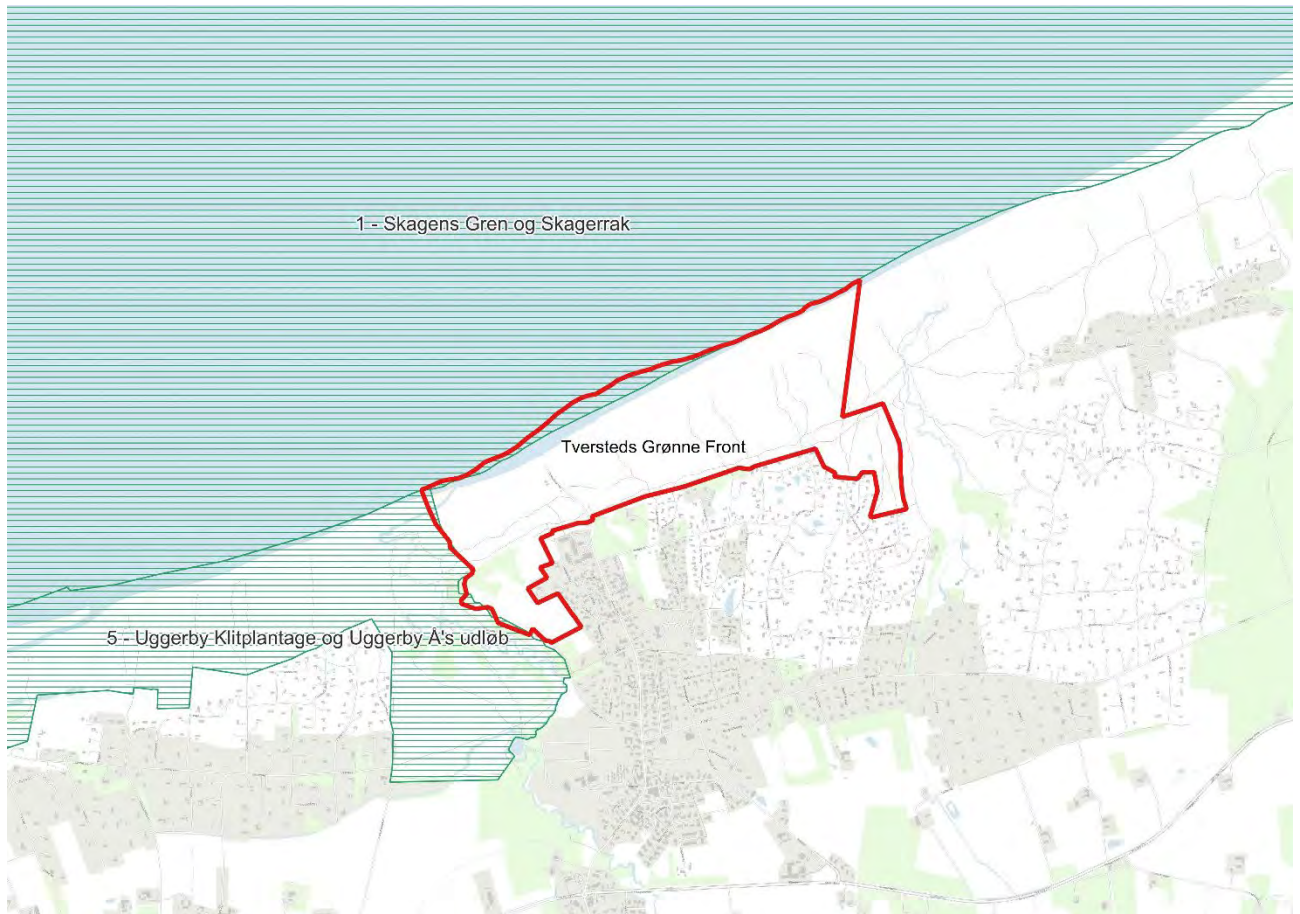 1 - Skagens Gren og Skagerrak
Tversteds Grønne Front
5 - Uggerby Klitplantage og Uggerby Å's udløb